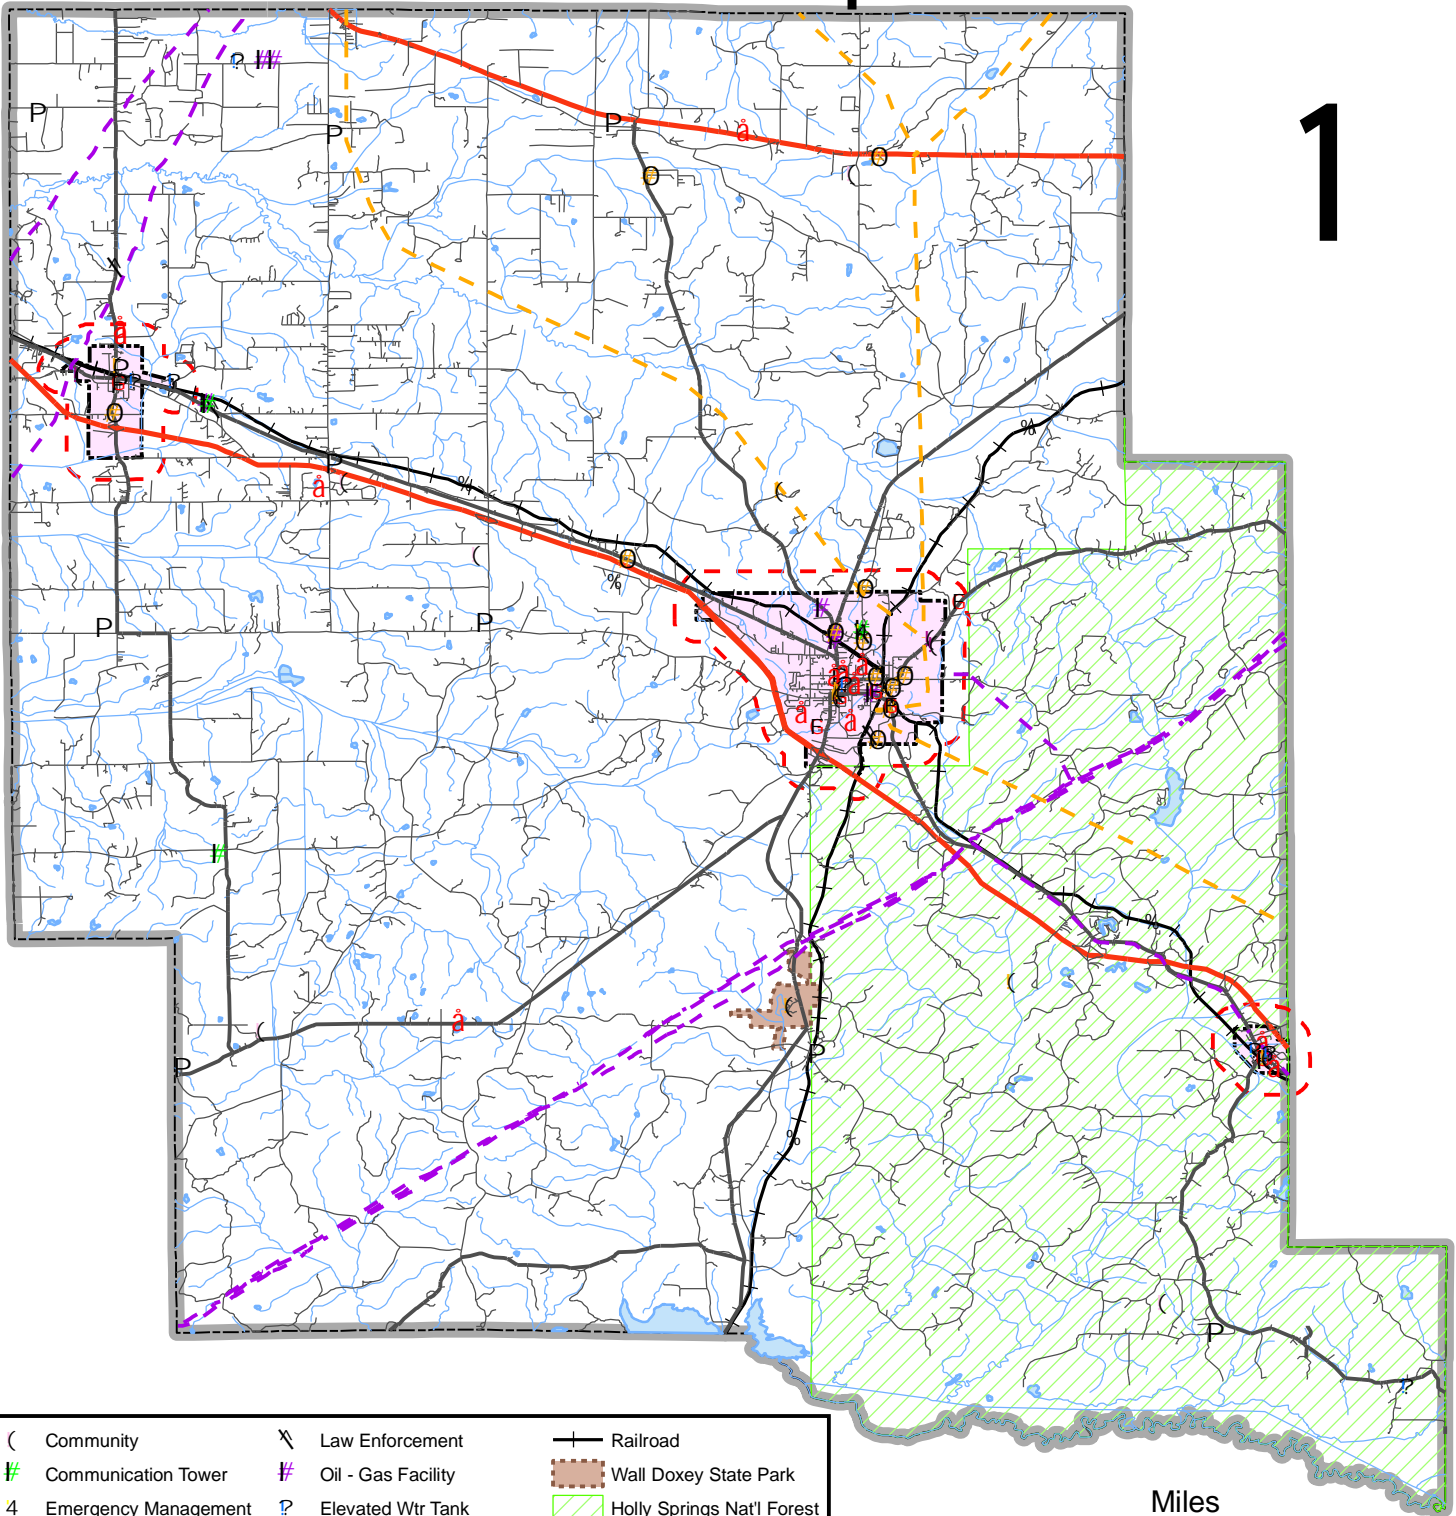 1
Community
Law Enforcement
Railroad
Communication Tower
Oil - Gas Facility
Wall Doxey State Park
Emergency Management
Elevated Wtr Tank
Holly Springs Nat'l Forest
Miles